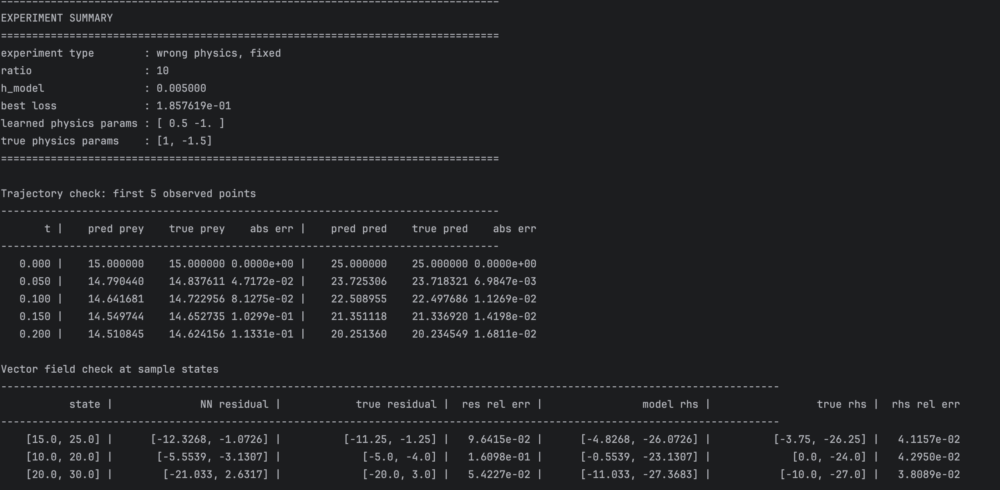 --------------------------------------------------------------------------------
EXPERIMENT SUMMARY
================================================================================
experiment type        : wrong physics, fixed
ratio                  : 10
h_model                : 0.005000
best loss              : 1.857619e-01
learned physics params : [ 0.5 -1. ]
true physics params    : [1, -1.5]
================================================================================
Trajectory check: first 5 observed points
--------------------------------------------------------------------------------
       t |    pred prey    true prey    abs err |    pred pred    true pred    abs err
--------------------------------------------------------------------------------
   0.000 |    15.000000    15.000000 0.0000e+00 |    25.000000    25.000000 0.0000e+00
   0.050 |    14.790440    14.837611 4.7172e-02 |    23.725306    23.718321 6.9847e-03
   0.100 |    14.641681    14.722956 8.1275e-02 |    22.508955    22.497686 1.1269e-02
   0.150 |    14.549744    14.652735 1.0299e-01 |    21.351118    21.336920 1.4198e-02
   0.200 |    14.510845    14.624156 1.1331e-01 |    20.251360    20.234549 1.6811e-02
Vector field check at sample states
-----------------------------------------------------------------------------------------------------------------------------
           state |              NN residual |            true residual |  res rel err |                model rhs |                 true rhs |  rhs rel err
-----------------------------------------------------------------------------------------------------------------------------
    [15.0, 25.0] |      [-12.3268, -1.0726] |          [-11.25, -1.25] |   9.6415e-02 |      [-4.8268, -26.0726] |          [-3.75, -26.25] |   4.1157e-02
    [10.0, 20.0] |       [-5.5539, -3.1307] |             [-5.0, -4.0] |   1.6098e-01 |      [-0.5539, -23.1307] |             [0.0, -24.0] |   4.2950e-02
    [20.0, 30.0] |        [-21.033, 2.6317] |             [-20.0, 3.0] |   5.4227e-02 |      [-11.033, -27.3683] |           [-10.0, -27.0] |   3.8089e-02